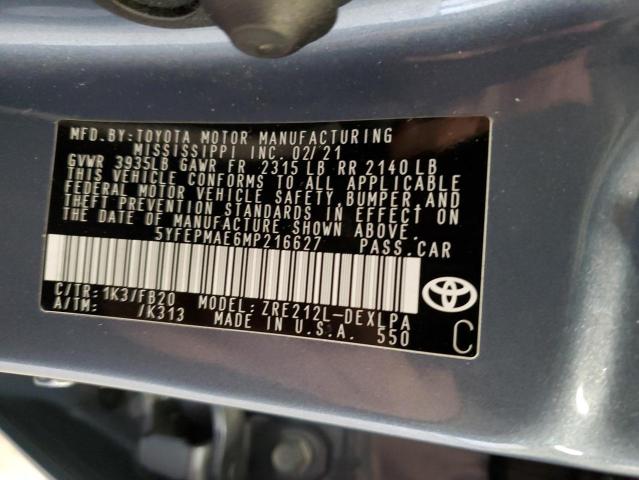 MFD.BY:TOYOTA MOTOR MANUFACTURING
MISSISSIPPI INC. 02/21
GVWR 3935LB GAWR FR 2315 LB RR 2140 LB
THIS VEHICLE CONFORMS TO ALL APPLICABLE
FEDERAL MOTOR VEHICLE SAFETY, BUMPER, AND
THEFT PREVENTION STANDARDS IN EFFECT ON
THE DATE OF MANUFACTURE SHOWN ABOVE.
5YFEPMAE6MP216627 PASS.CAR
C/TR:1K3/FB20 MODEL:ZRE212L-DEXLPA
A/TM: /K313 MADE IN U.S.A. 550
C